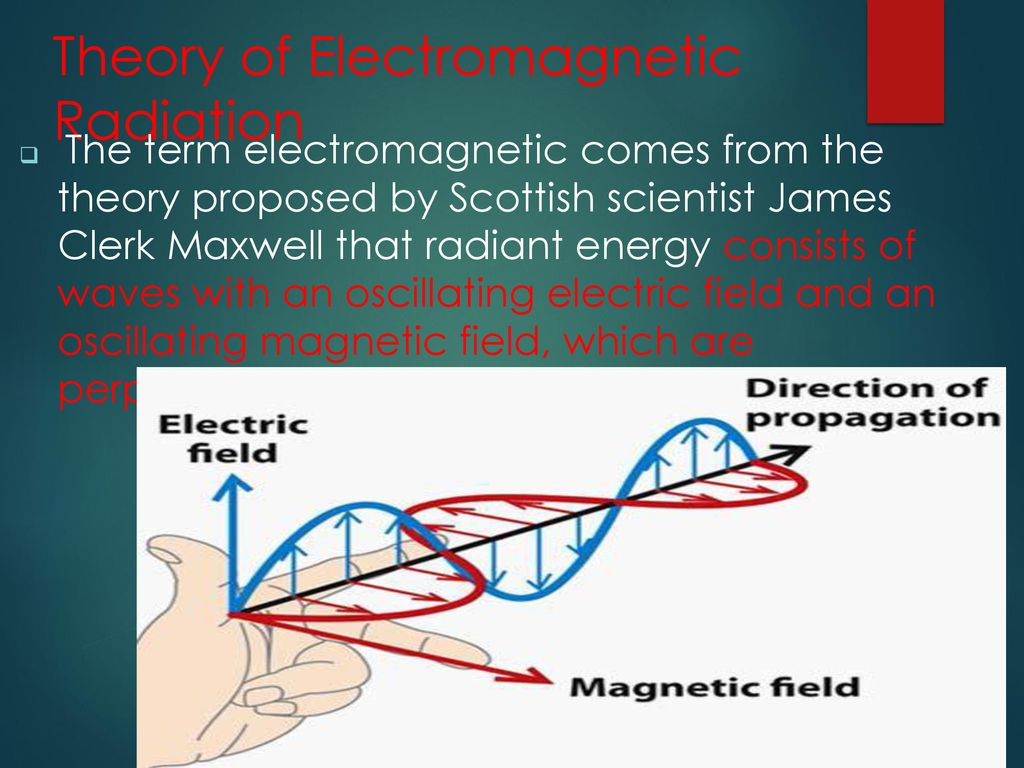 Theory of Electromagnetic
Radiation
The term electromagnetic comes from the
theory proposed by Scottish scientist James
Clerk Maxwell that radiant energy consists of
waves with an oscillating electric field and an
oscillating magnetic field, which are
Direction of
propagation
Electric
field
Magnetic field